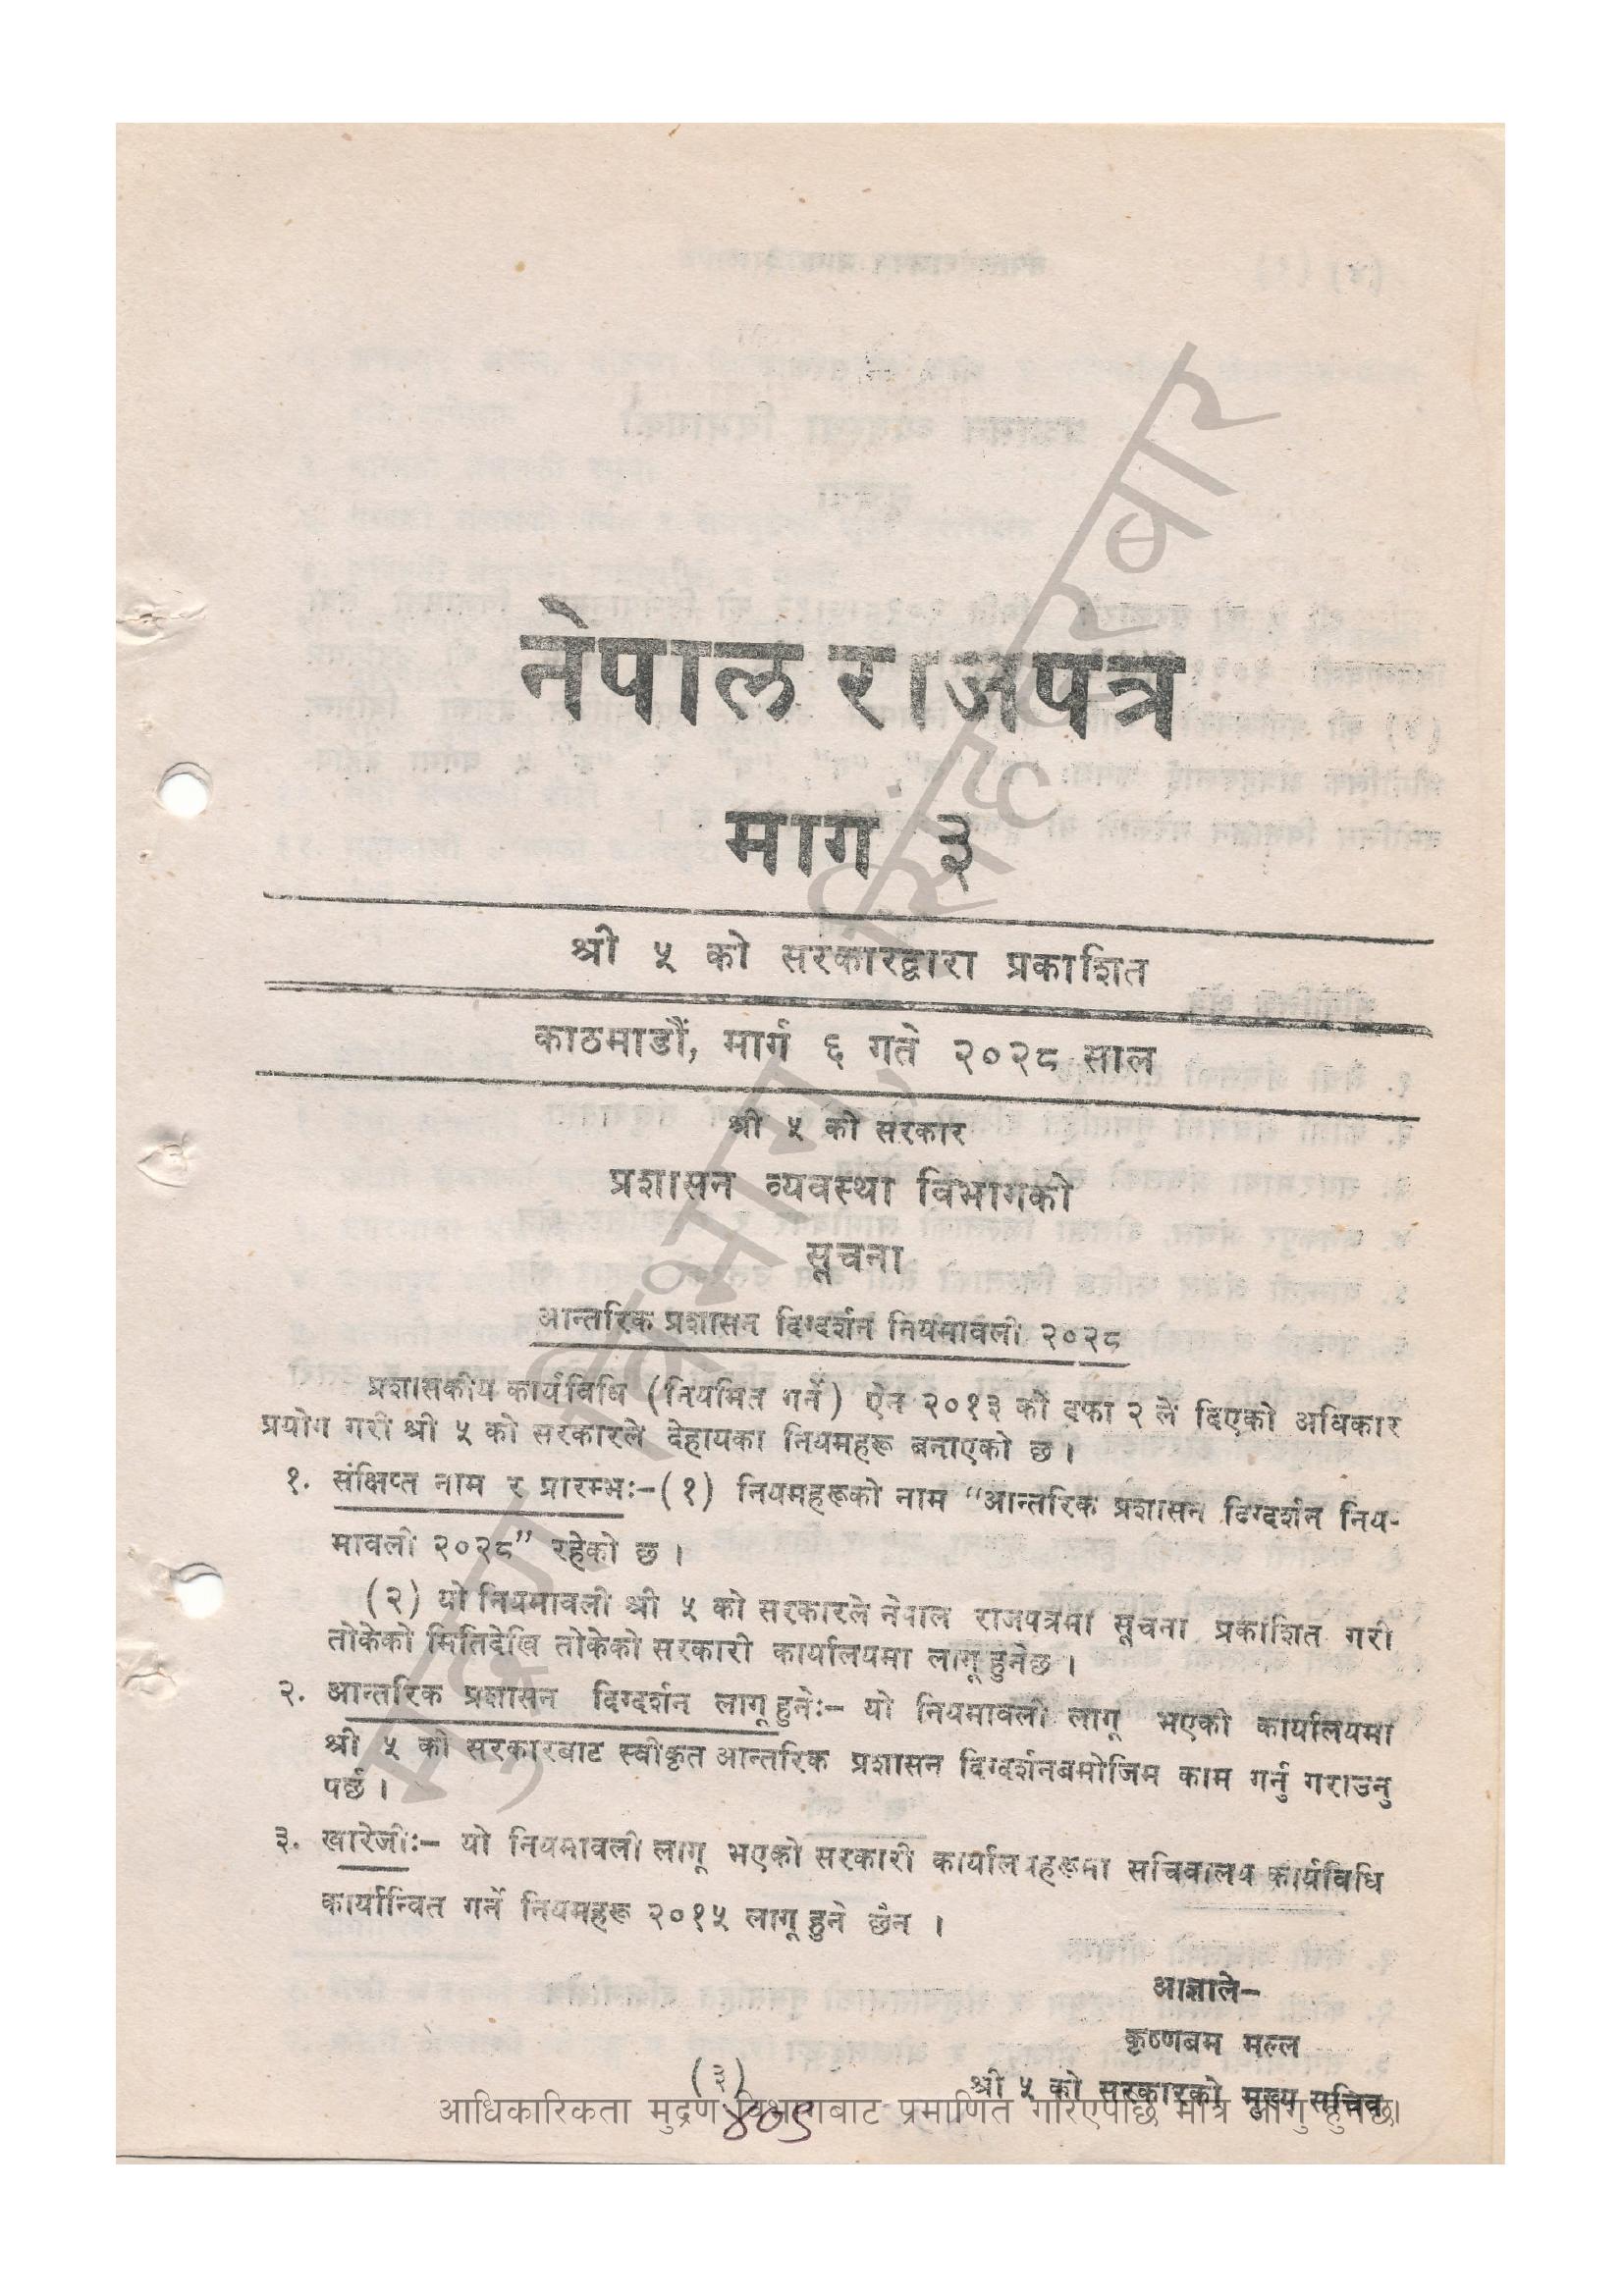 नेपाल राजपत्र
भाग ३
श्री ५ को सरकारद्वारा प्रकाशित
काठमाडौं, मार्ग ६ गते २०२८ साल
श्री ५ को सरकार
प्रशासन व्यवस्था विभागको
सूचना
आन्तरिक प्रशासन दिग्दर्शन नियमावली २०२८
प्रशासकीय कार्यविधि (नियमित गर्ने) ऐन २०१३ को दफा २ ले दिएको अधिकार
प्रयोग गरी श्री ५ को सरकारले देहायका नियमहरू बनाएको छ ।
१. संक्षिप्त नाम र प्रारम्भः-(१) नियमहरूको नाम "आन्तरिक प्रशासन दिग्दर्शन निय-
मावली २०२८" रहेको छ ।
(२) यो नियमावली श्री ५ को सरकारले नेपाल राजपत्रमा सूचना प्रकाशित गरी
तोकेको मितिदेखि तोकेको सरकारी कार्यालयमा लागू हुनेछ ।
२. आन्तरिक प्रशासन दिग्दर्शन लागू हुनेः- यो नियमावली लागू भएको कार्यालयमा
श्री ५ को सरकारबाट स्वीकृत आन्तरिक प्रशासन दिग्दर्शनबमोजिम काम गर्नु गराउनु
पर्छ ।
३. खारेजीः- यो नियमावली लागू भएको सरकारी कार्यालयहरूमा सचिवालय कार्यविधि
कार्यान्वित गर्ने नियमहरू २०१५ लागू हुने छैन ।
आज्ञाले-
कृष्णबम मल्ल
श्री ५ को सरकारको मुख्य सचिव
(३)
आधिकारिकता मुद्रण विभागबाट प्रमाणित गरिएपछि मात्र लागु हुनेछ।
४०९
मुद्रण विभाग, सिंहदरबार